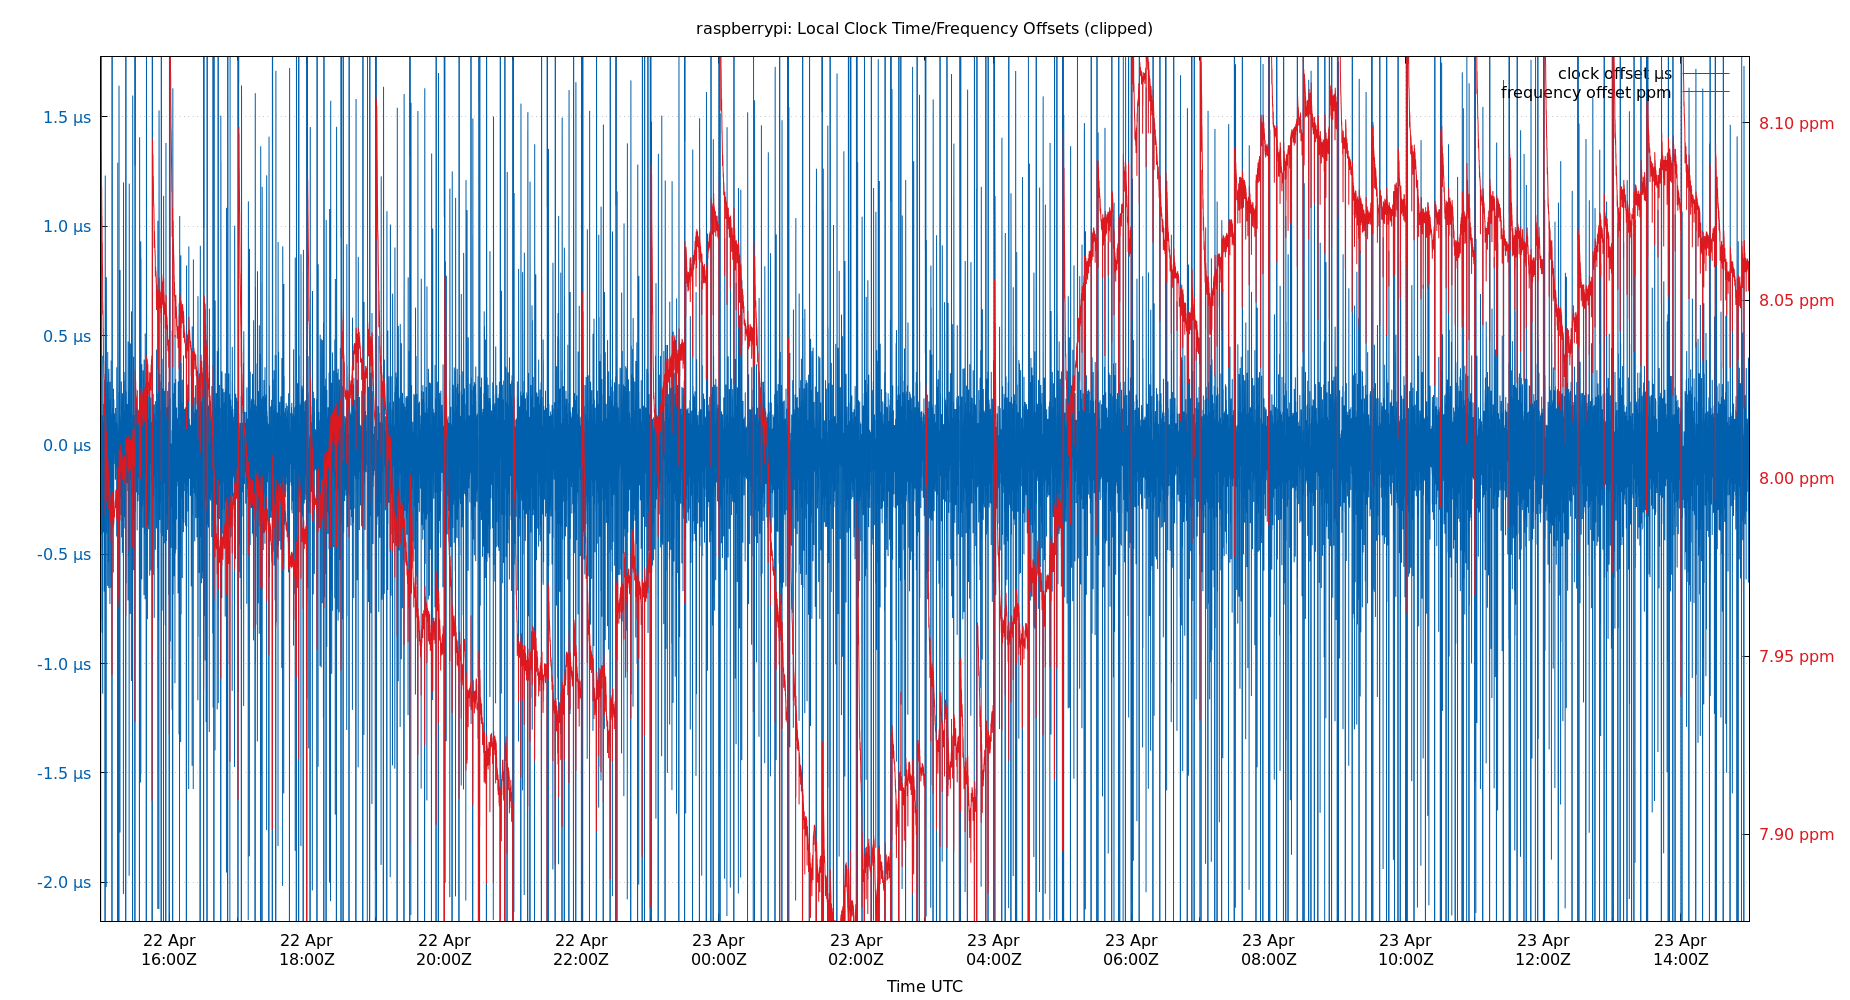 raspberrypi: Local Clock Time/Frequency Offsets (clipped)
clock offset µs
frequency offset ppm
1.5 µs
1.0 µs
0.5 µs
0.0 µs
-0.5 µs
-1.0 µs
-1.5 µs
-2.0 µs
8.10 ppm
8.05 ppm
8.00 ppm
7.95 ppm
7.90 ppm
22 Apr 22 Apr 22 Apr 22 Apr 23 Apr 23 Apr 23 Apr 23 Apr 23 Apr 23 Apr 23 Apr 23 Apr
16:00Z 18:00Z 20:00Z 22:00Z 00:00Z 02:00Z 04:00Z 06:00Z 08:00Z 10:00Z 12:00Z 14:00Z
Time UTC